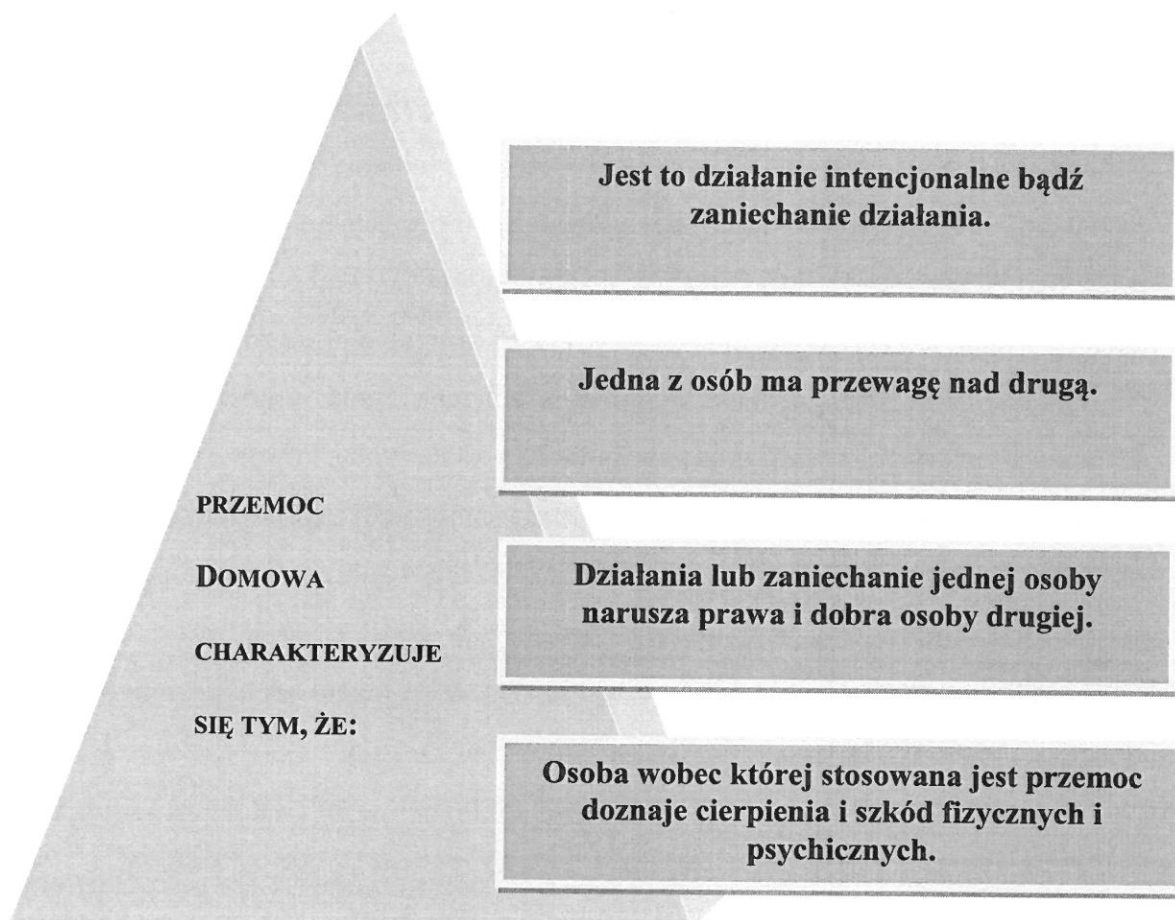 Jest to działanie intencjonalne bądź
zaniechanie działania.
Jedna z osób ma przewagę nad drugą.
PRZEMOC
DOMOWA
CHARAKTERYZUJE
SIĘ TYM, ŻE:
Działania lub zaniechanie jednej osoby
narusza prawa i dobra osoby drugiej.
Osoba wobec której stosowana jest przemoc
doznaje cierpienia i szkód fizycznych i
psychicznych.